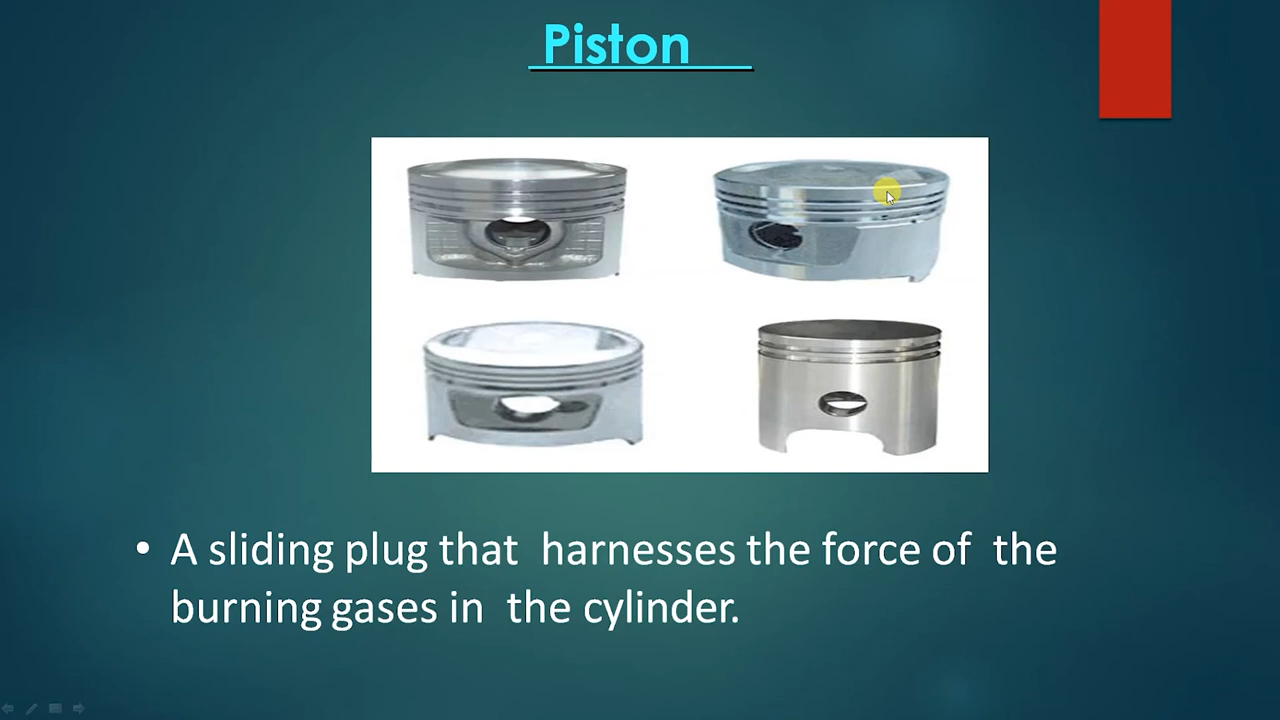 Piston
• A sliding plug that harnesses the force of the
burning gases in the cylinder.